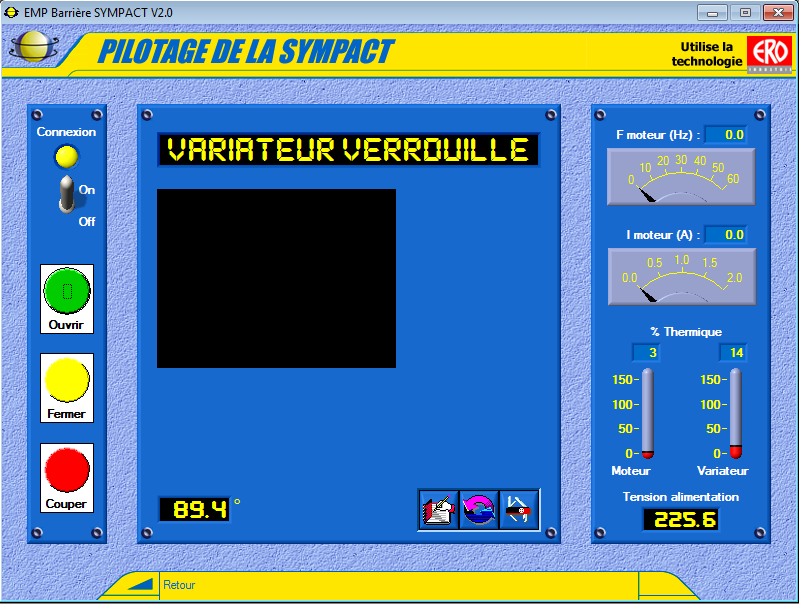 EMP Barrière SYMPACT V2.0
PILOTAGE DE LA SYMPACT
Utilise la
technologie
ERO
INDUSTRIE
Connexion
On
Off
Ouvrir
Fermer
Couper
VARIATEUR VERROUILLE
89.4 °
F moteur (Hz) : 0.0
0 10 20 30 40 50 60
I moteur (A) : 0.0
0.0 0.5 1.0 1.5 2.0
% Thermique
3 14
150- 150-
100- 100-
50- 50-
0- 0-
Moteur Variateur
Tension alimentation
225.6
Retour